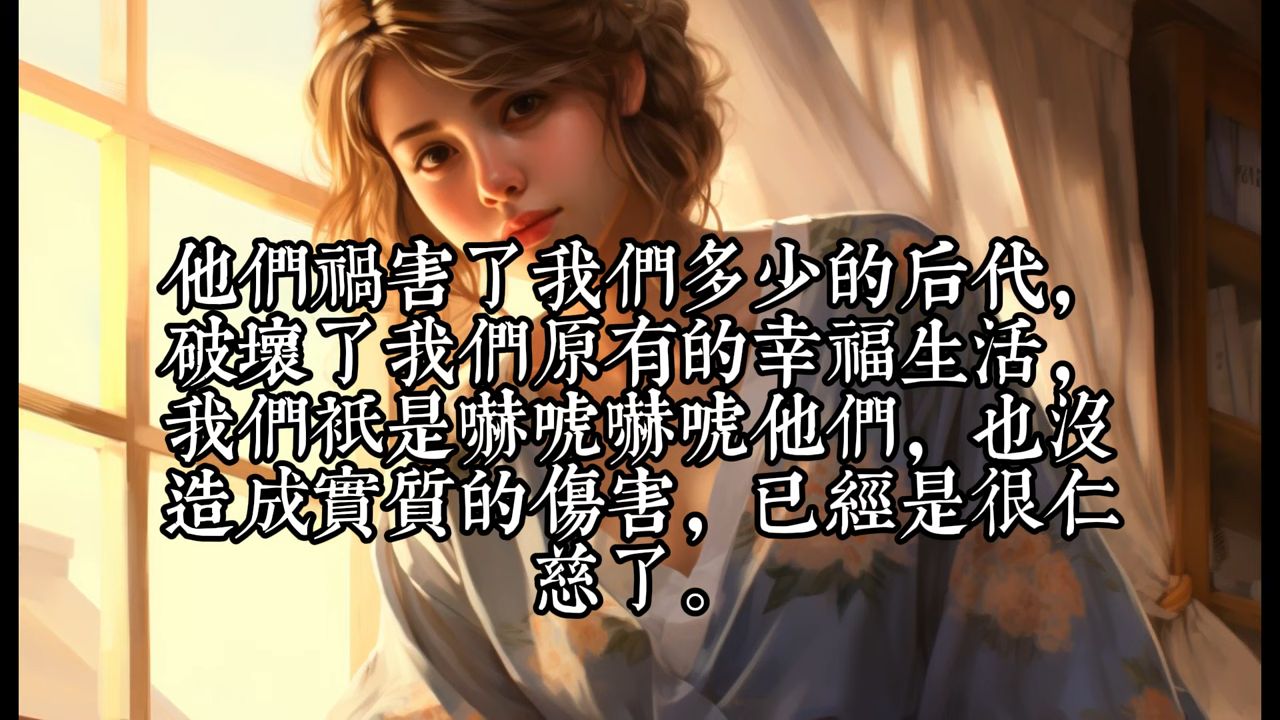 他們禍害了我們多少的后代，
破壞了我們原有的幸福生活，
我們祇是嚇唬嚇唬他們，也沒
造成實質的傷害，已經是很仁
慈了。